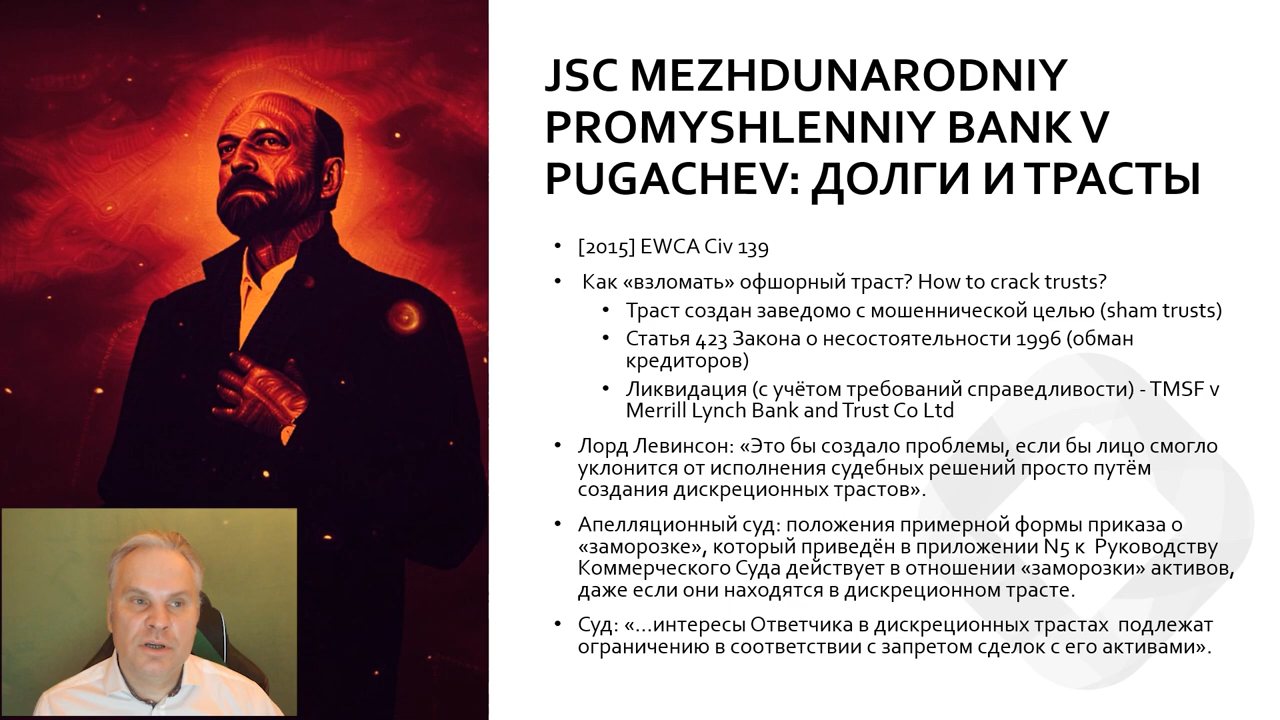 JSC MEZHDUNARODNIY
PROMYSHLENNIY BANK V
PUGACHEV: ДОЛГИ И ТРАСТЫ
• [2015] EWCA Civ 139
• Как «взломать» офшорный траст? How to crack trusts?
• Траст создан заведомо с мошеннической целью (sham trusts)
• Статья 423 Закона о несостоятельности 1996 (обман
кредиторов)
• Ликвидация (с учётом требований справедливости) - TMSF v
Merrill Lynch Bank and Trust Co Ltd
• Лорд Левинсон: «Это бы создало проблемы, если бы лицо смогло
уклонится от исполнения судебных решений просто путём
создания дискреционных трастов».
• Апелляционный суд: положения примерной формы приказа о
«заморозке», который приведён в приложении N5 к Руководству
Коммерческого Суда действует в отношении «заморозки» активов,
даже если они находятся в дискреционном трасте.
• Суд: «…интересы Ответчика в дискреционных трастах подлежат
ограничению в соответствии с запретом сделок с его активами».